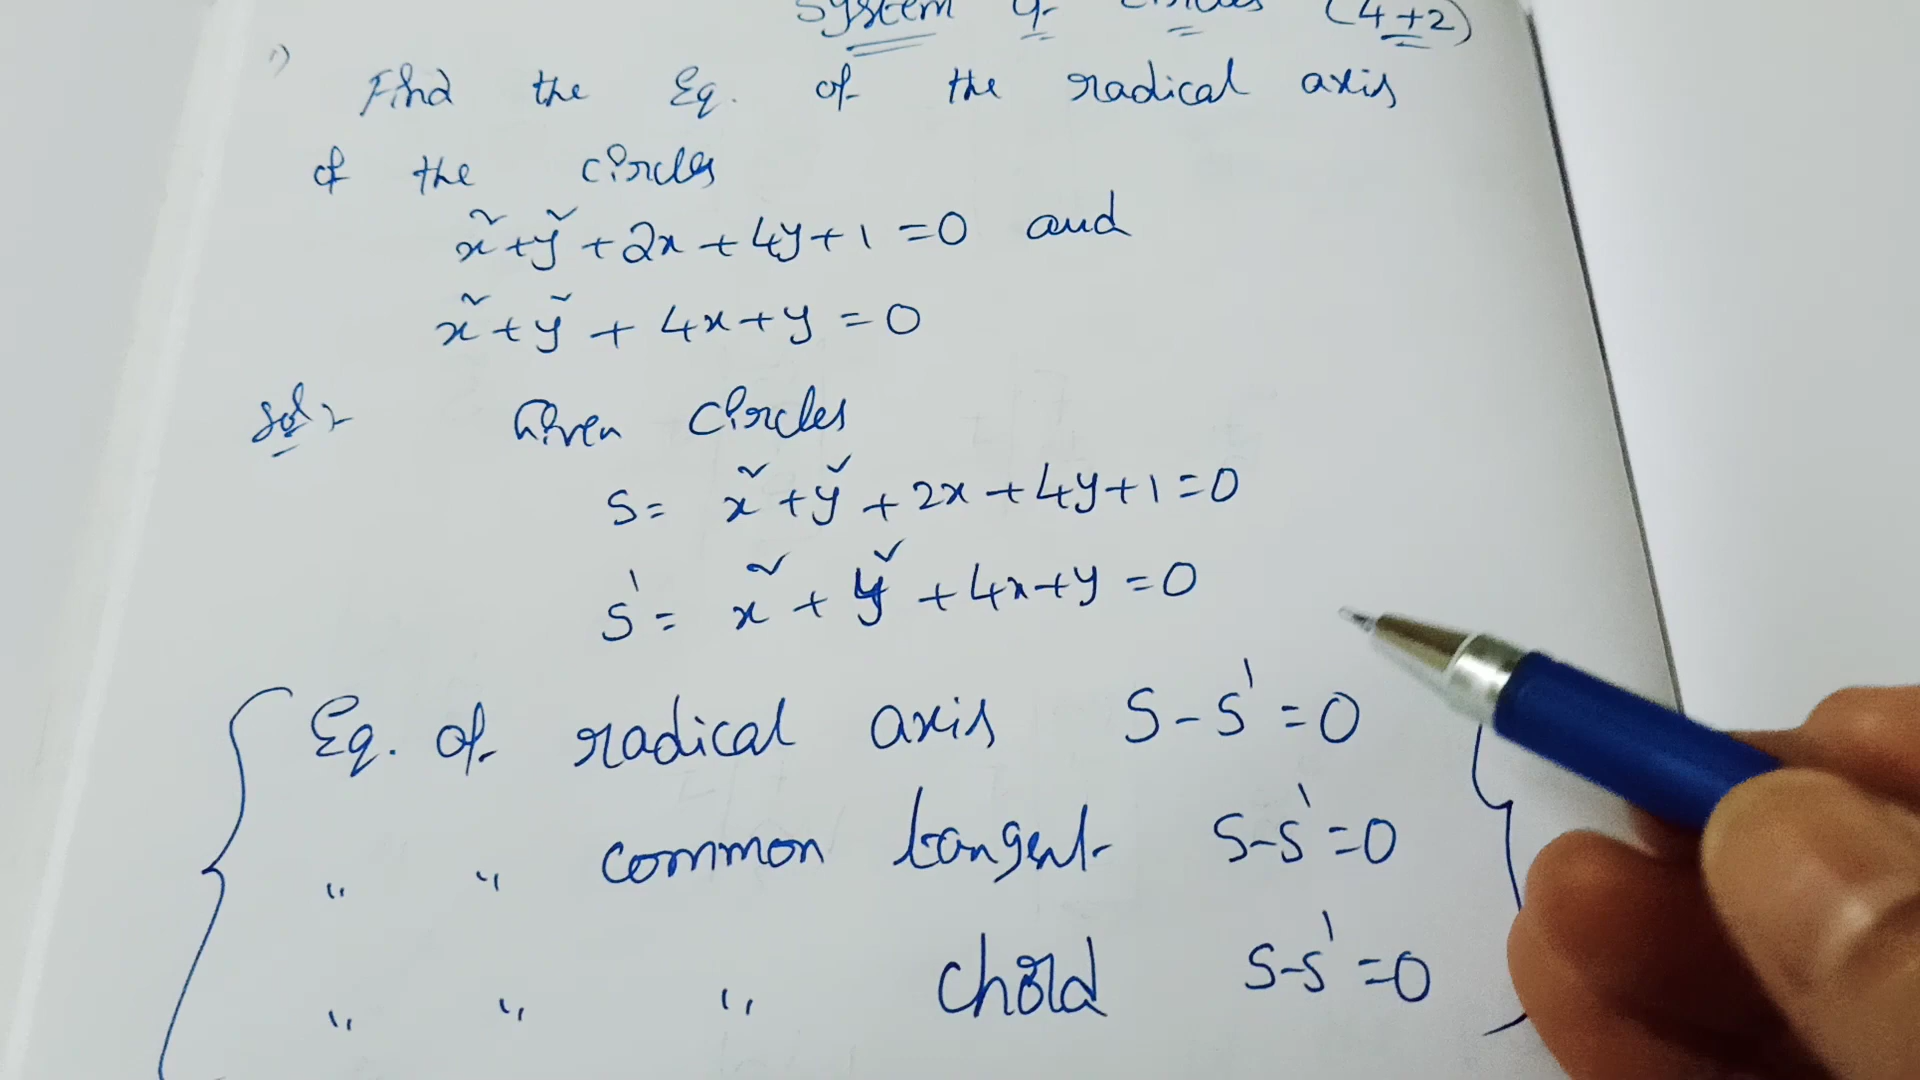 System of Circles (4+2)
1)
Find the Eq. of the radical axis
of the circles
x²+y²+2x+4y+1=0 and
x²+y²+4x+y=0
Sol:-
Given Circles
S= x²+y²+2x+4y+1=0
S'= x²+y²+4x+y=0
Eq. of radical axis S-S'=0
" " common tangent S-S'=0
" " " chord S-S'=0